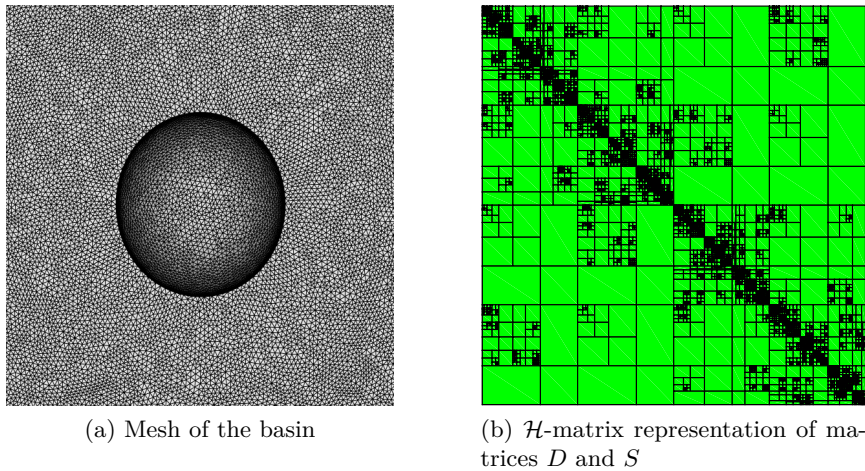 (a) Mesh of the basin
(b) ℋ-matrix representation of ma-
trices D and S